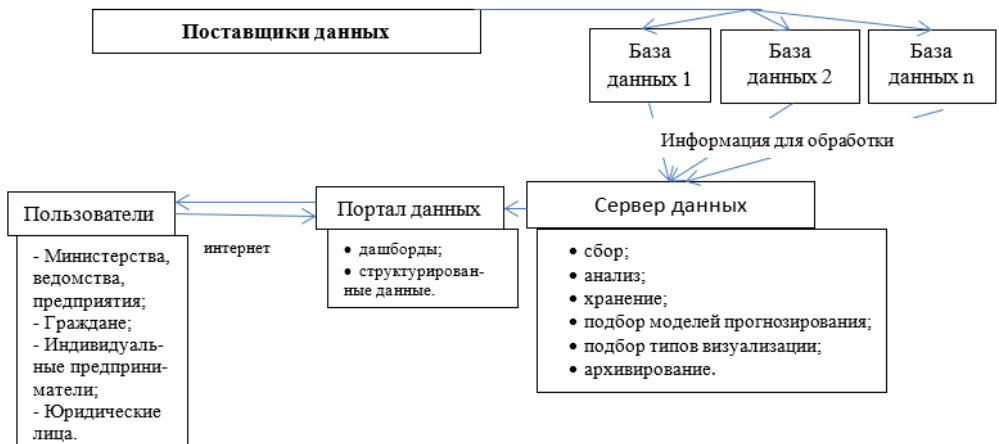 Поставщики данных
База
данных 1
База
данных 2
База
данных n
Информация для обработки
Пользователи
- Министерства,
ведомства,
предприятия;
- Граждане;
- Индивидуаль-
ные предприни-
матели;
- Юридические
лица.
интернет
Портал данных
• дашборды;
• структурирован-
ные данные.
Сервер данных
• сбор;
• анализ;
• хранение;
• подбор моделей прогнозирования;
• подбор типов визуализации;
• архивирование.